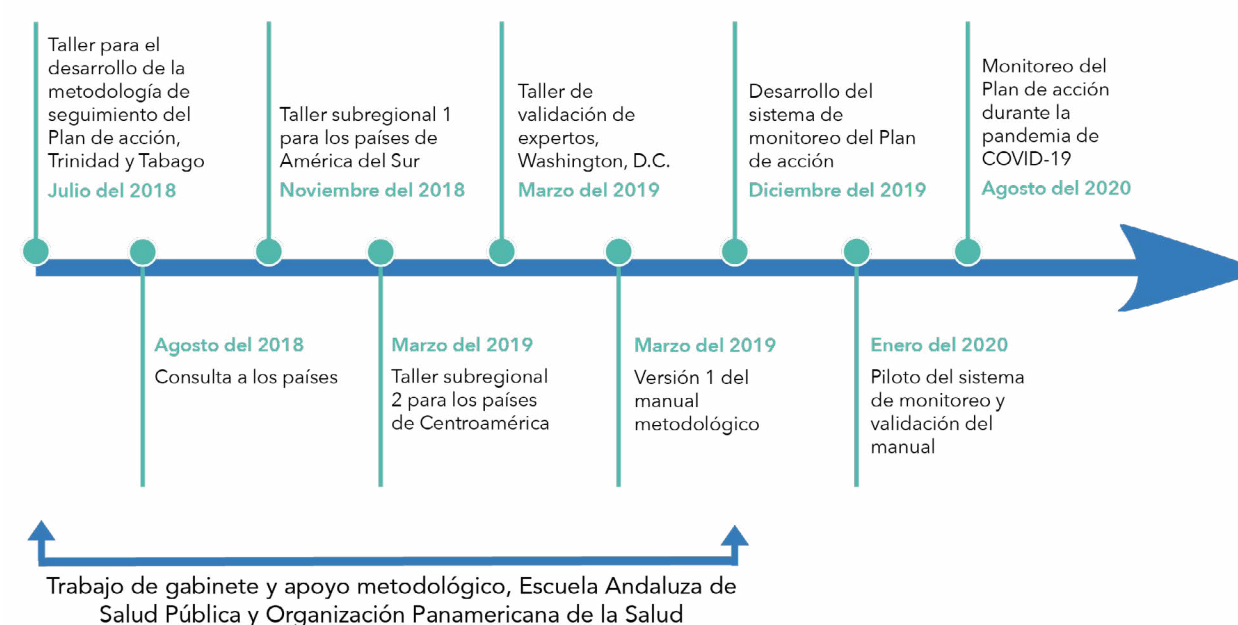 Taller para el
desarrollo de la
metodología de
seguimiento del
Plan de acción,
Trinidad y Tabago
Julio del 2018
Taller subregional 1
para los países de
América del Sur
Noviembre del 2018
Taller de
validación de
expertos,
Washington, D.C.
Marzo del 2019
Desarrollo del
sistema de
monitoreo del Plan
de acción
Diciembre del 2019
Monitoreo del
Plan de acción
durante la
pandemia de
COVID-19
Agosto del 2020
Agosto del 2018
Consulta a los países
Marzo del 2019
Taller subregional
2 para los países
de Centroamérica
Marzo del 2019
Versión 1 del
manual
metodológico
Enero del 2020
Piloto del sistema
de monitoreo y
validación del
manual
Trabajo de gabinete y apoyo metodológico, Escuela Andaluza de
Salud Pública y Organización Panamericana de la Salud